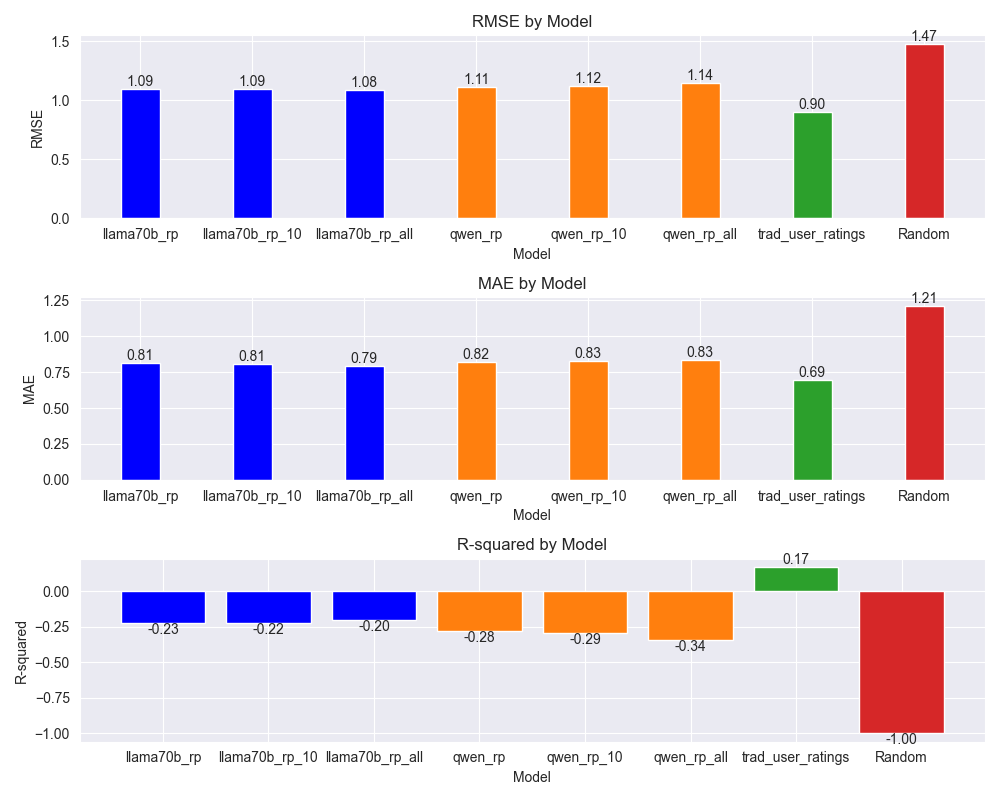 RMSE by Model
RMSE
1.5
1.0
0.5
0.0
1.09
1.09
1.08
1.11
1.12
1.14
0.90
1.47
llama70b_rp
llama70b_rp_10
llama70b_rp_all
qwen_rp
qwen_rp_10
qwen_rp_all
trad_user_ratings
Random
Model
MAE by Model
MAE
1.25
1.00
0.75
0.50
0.25
0.00
0.81
0.81
0.79
0.82
0.83
0.83
0.69
1.21
llama70b_rp
llama70b_rp_10
llama70b_rp_all
qwen_rp
qwen_rp_10
qwen_rp_all
trad_user_ratings
Random
Model
R-squared by Model
R-squared
0.00
−0.25
−0.50
−0.75
−1.00
-0.23
-0.22
-0.20
-0.28
-0.29
-0.34
0.17
-1.00
llama70b_rp
llama70b_rp_10
llama70b_rp_all
qwen_rp
qwen_rp_10
qwen_rp_all
trad_user_ratings
Random
Model